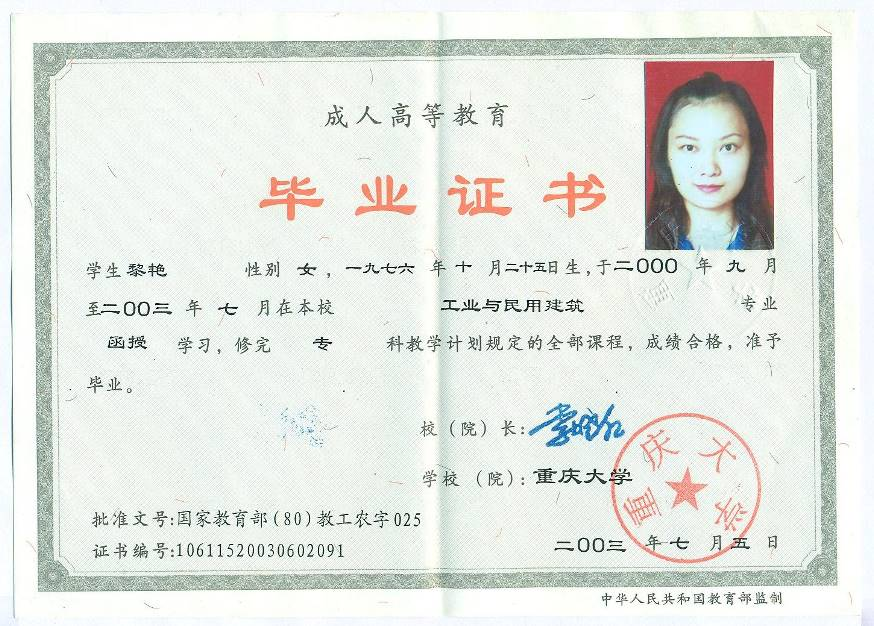 成人高等教育
毕业证书
学生黎艳 性别 女，一九七六 年 十 月二十五日生，于二000 年 九 月
至二00三 年 七 月在本校 工业与民用建筑 专业
函授 学习，修完 专 科教学计划规定的全部课程，成绩合格，准予
毕业。
校（院）长：
学校（院）：重庆大学
重庆大学
批准文号:国家教育部(80)教工农字025
证书编号:10611520030602091
二00三 年 七 月 五 日
中华人民共和国教育部监制